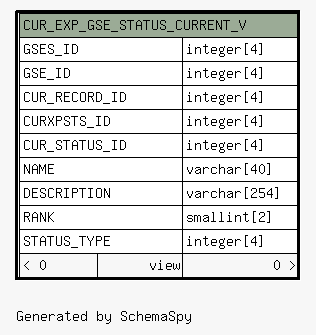 CUR_EXP_GSE_STATUS_CURRENT_V
GSES_ID integer[4]
GSE_ID integer[4]
CUR_RECORD_ID integer[4]
CURXPSTS_ID integer[4]
CUR_STATUS_ID integer[4]
NAME varchar[40]
DESCRIPTION varchar[254]
RANK smallint[2]
STATUS_TYPE integer[4]
< 0 view 0 >
Generated by SchemaSpy